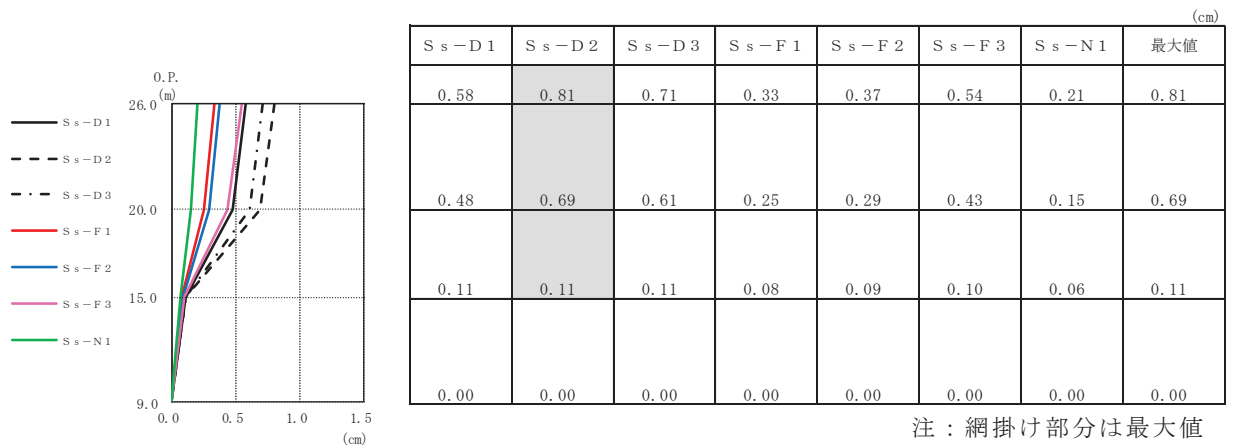 (cm)
Ss-D1 Ss-D2 Ss-D3 Ss-F1 Ss-F2 Ss-F3 Ss-N1 最大値
0.58 0.81 0.71 0.33 0.37 0.54 0.21 0.81
0.48 0.69 0.61 0.25 0.29 0.43 0.15 0.69
0.11 0.11 0.11 0.08 0.09 0.10 0.06 0.11
0.00 0.00 0.00 0.00 0.00 0.00 0.00 0.00
注：網掛け部分は最大値
O.P.
(m)
26.0
20.0
15.0
9.0
0.0 0.5 1.0 1.5
(cm)
Ss-D1
Ss-D2
Ss-D3
Ss-F1
Ss-F2
Ss-F3
Ss-N1